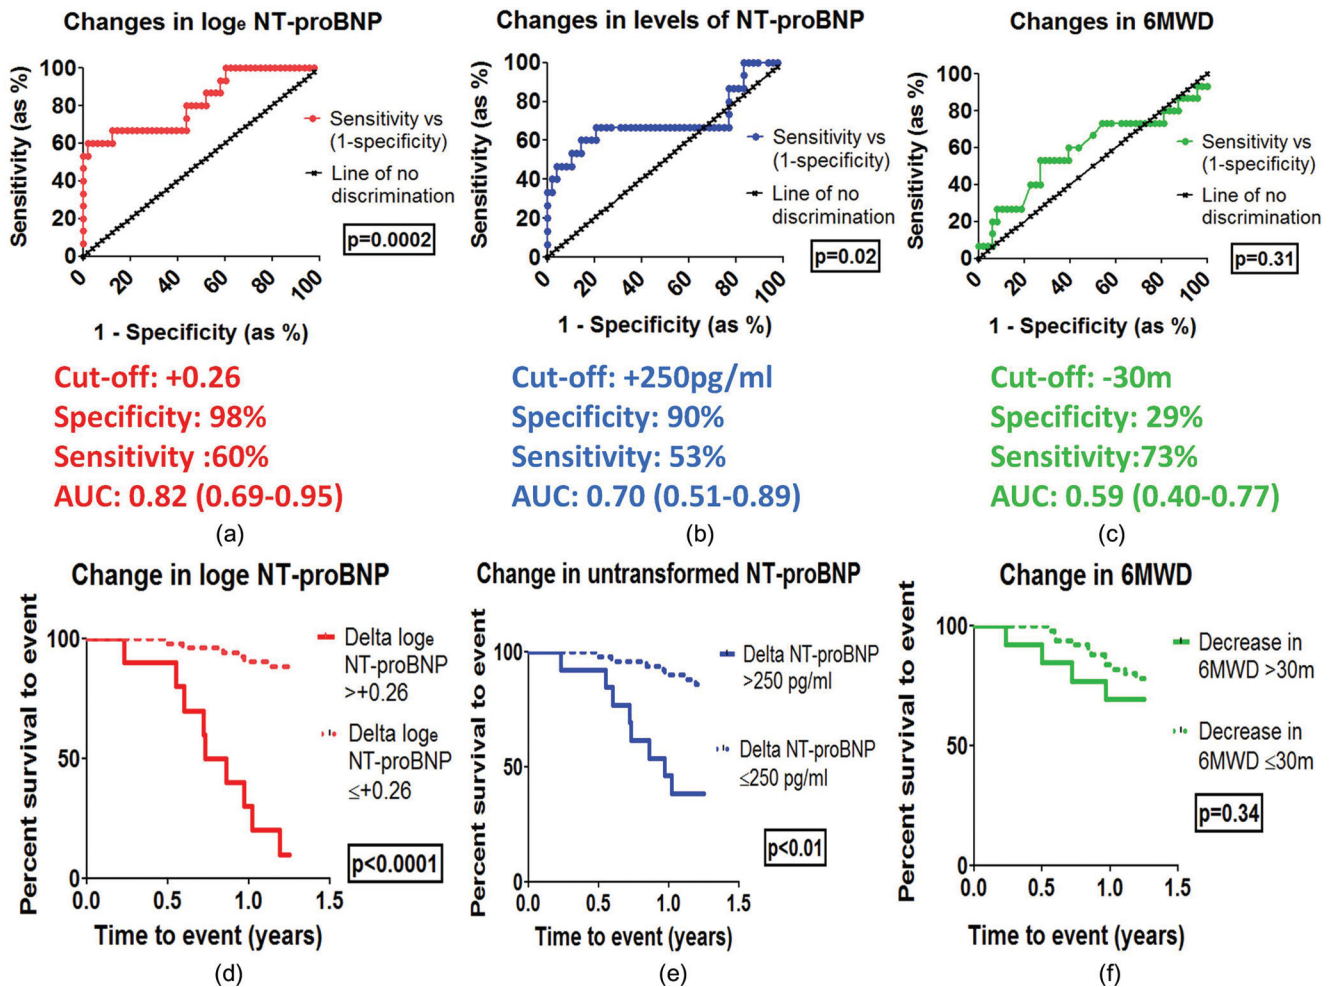 Changes in logₑ NT-proBNP
Sensitivity (as %)
100
80
60
40
20
0
0
20
40
60
80
100
1 - Specificity (as %)
Sensitivity vs
(1-specificity)
Line of no
discrimination
p=0.0002
Cut-off: +0.26
Specificity: 98%
Sensitivity :60%
AUC: 0.82 (0.69-0.95)
(a)
Changes in levels of NT-proBNP
Sensitivity (as %)
100
80
60
40
20
0
0
20
40
60
80
100
1 - Specificity (as %)
Sensitivity vs
(1-specificity)
Line of no
discrimination
p=0.02
Cut-off: +250pg/ml
Specificity: 90%
Sensitivity: 53%
AUC: 0.70 (0.51-0.89)
(b)
Changes in 6MWD
Sensitivity (as %)
100
80
60
40
20
0
0
20
40
60
80
100
1 - Specificity (as %)
Sensitivity vs
(1-specificity)
Line of no
discrimination
p=0.31
Cut-off: -30m
Specificity: 29%
Sensitivity:73%
AUC: 0.59 (0.40-0.77)
(c)
Change in loge NT-proBNP
Percent survival to event
100
50
0
0.0
0.5
1.0
1.5
Time to event (years)
Delta logₑ
NT-proBNP
>+0.26
Delta logₑ
NT-proBNP
≤+0.26
p<0.0001
(d)
Change in untransformed NT-proBNP
Percent survival to event
100
50
0
0.0
0.5
1.0
1.5
Time to event (years)
Delta NT-proBNP
>250 pg/ml
Delta NT-proBNP
≤250 pg/ml
p<0.01
(e)
Change in 6MWD
Percent survival to event
100
50
0
0.0
0.5
1.0
1.5
Time to event (years)
Decrease in
6MWD >30m
Decrease in
6MWD ≤30m
p=0.34
(f)